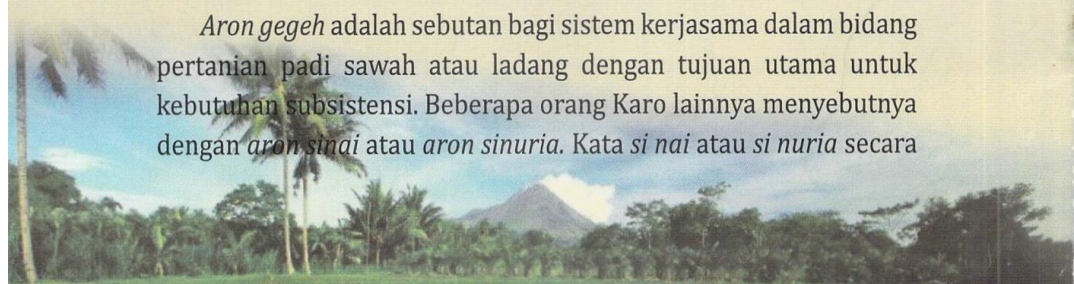 Aron gegeh adalah sebutan bagi sistem kerjasama dalam bidang
pertanian padi sawah atau ladang dengan tujuan utama untuk
kebutuhan subsistensi. Beberapa orang Karo lainnya menyebutnya
dengan aron sinai atau aron sinuria. Kata si nai atau si nuria secara